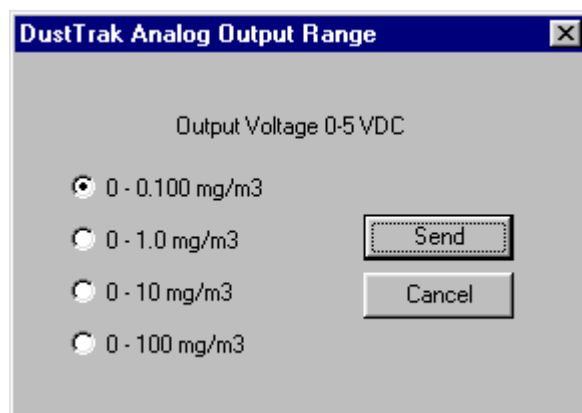 DustTrak Analog Output Range
Output Voltage 0-5 VDC
0 - 0.100 mg/m3
0 - 1.0 mg/m3
0 - 10 mg/m3
0 - 100 mg/m3
Send
Cancel